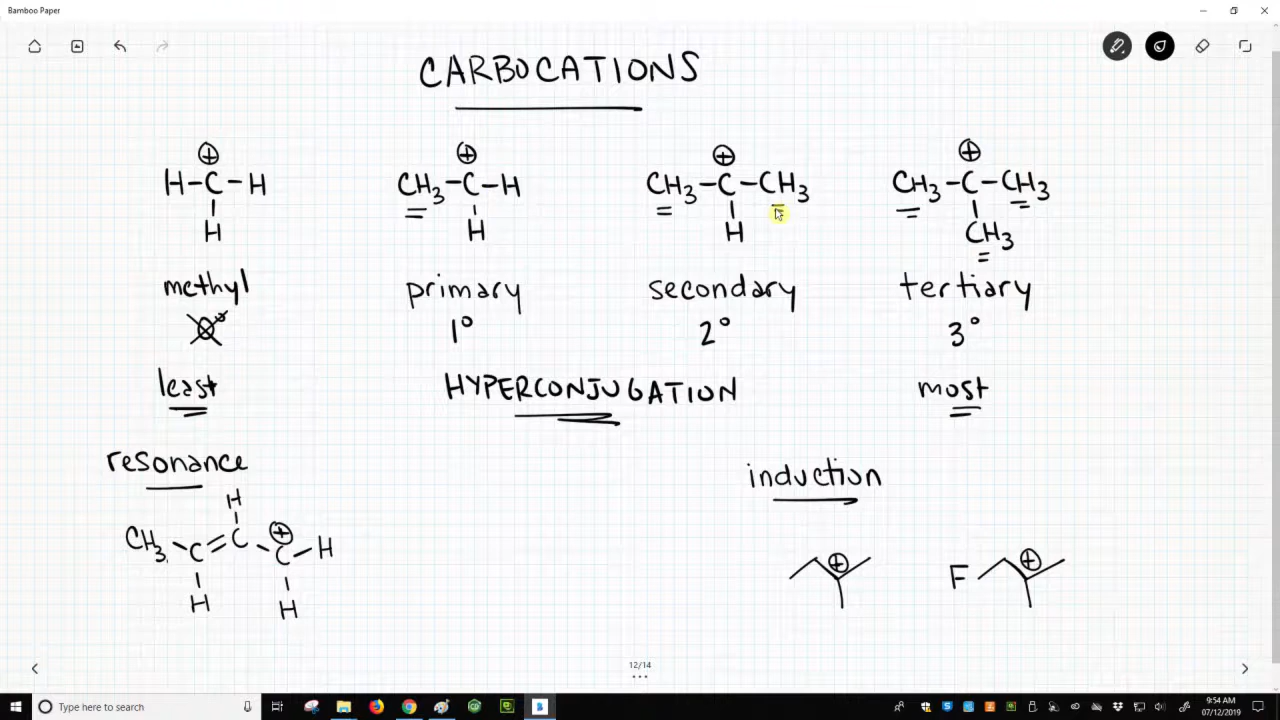 Bamboo Paper
CARBOCATIONS
⊕ ⊕ ⊕ ⊕
H-C-H CH3-C-H CH3-C-CH3 CH3-C-CH3
H H H CH3
methyl primary secondary tertiary
1° 2° 3°
least HYPERCONJUGATION most
resonance induction
H
CH3 C=C C ⊕ H
H H
⊕ F ⊕
12/14
Type here to search
9:54 AM
07/12/2019